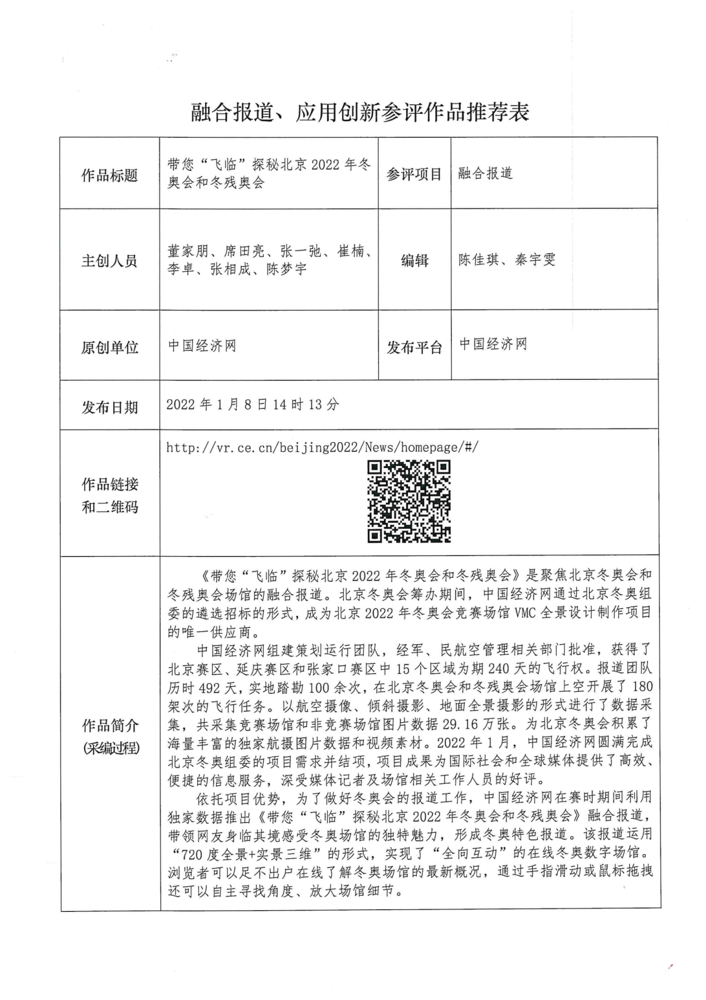 融合报道、应用创新参评作品推荐表
作品标题
带您“飞临”探秘北京 2022 年冬
奥会和冬残奥会
参评项目
融合报道
主创人员
董家朋、席田亮、张一弛、崔楠、
李卓、张相成、陈梦宇
编辑
陈佳琪、秦宇雯
原创单位
中国经济网
发布平台
中国经济网
发布日期
2022 年 1 月 8 日 14 时 13 分
作品链接
和二维码
http://vr.ce.cn/beijing2022/News/homepage/#/
作品简介
(采编过程)
《带您“飞临”探秘北京 2022 年冬奥会和冬残奥会》是聚焦北京冬奥会和
冬残奥会场馆的融合报道。北京冬奥会筹办期间，中国经济网通过北京冬奥组
委的遴选招标的形式，成为北京 2022 年冬奥会竞赛场馆 VMC 全景设计制作项目
的唯一供应商。
中国经济网组建策划运行团队，经军、民航空管理相关部门批准，获得了
北京赛区、延庆赛区和张家口赛区中 15 个区域为期 240 天的飞行权。报道团队
历时 492 天，实地踏勘 100 余次，在北京冬奥会和冬残奥会场馆上空开展了 180
架次的飞行任务。以航空摄像、倾斜摄影、地面全景摄影的形式进行了数据采
集，共采集竞赛场馆和非竞赛场馆图片数据 29.16 万张。为北京冬奥会积累了
海量丰富的独家航摄图片数据和视频素材。2022 年 1 月，中国经济网圆满完成
北京冬奥组委的项目需求并结项，项目成果为国际社会和全球媒体提供了高效、
便捷的信息服务，深受媒体记者及场馆相关工作人员的好评。
依托项目优势，为了做好冬奥会的报道工作，中国经济网在赛时期间利用
独家数据推出《带您“飞临”探秘北京 2022 年冬奥会和冬残奥会》融合报道，
带领网友身临其境感受冬奥场馆的独特魅力，形成冬奥特色报道。该报道运用
“720 度全景+实景三维”的形式，实现了“全向互动”的在线冬奥数字场馆。
浏览者可以足不出户在线了解冬奥场馆的最新概况，通过手指滑动或鼠标拖拽
还可以自主寻找角度、放大场馆细节。